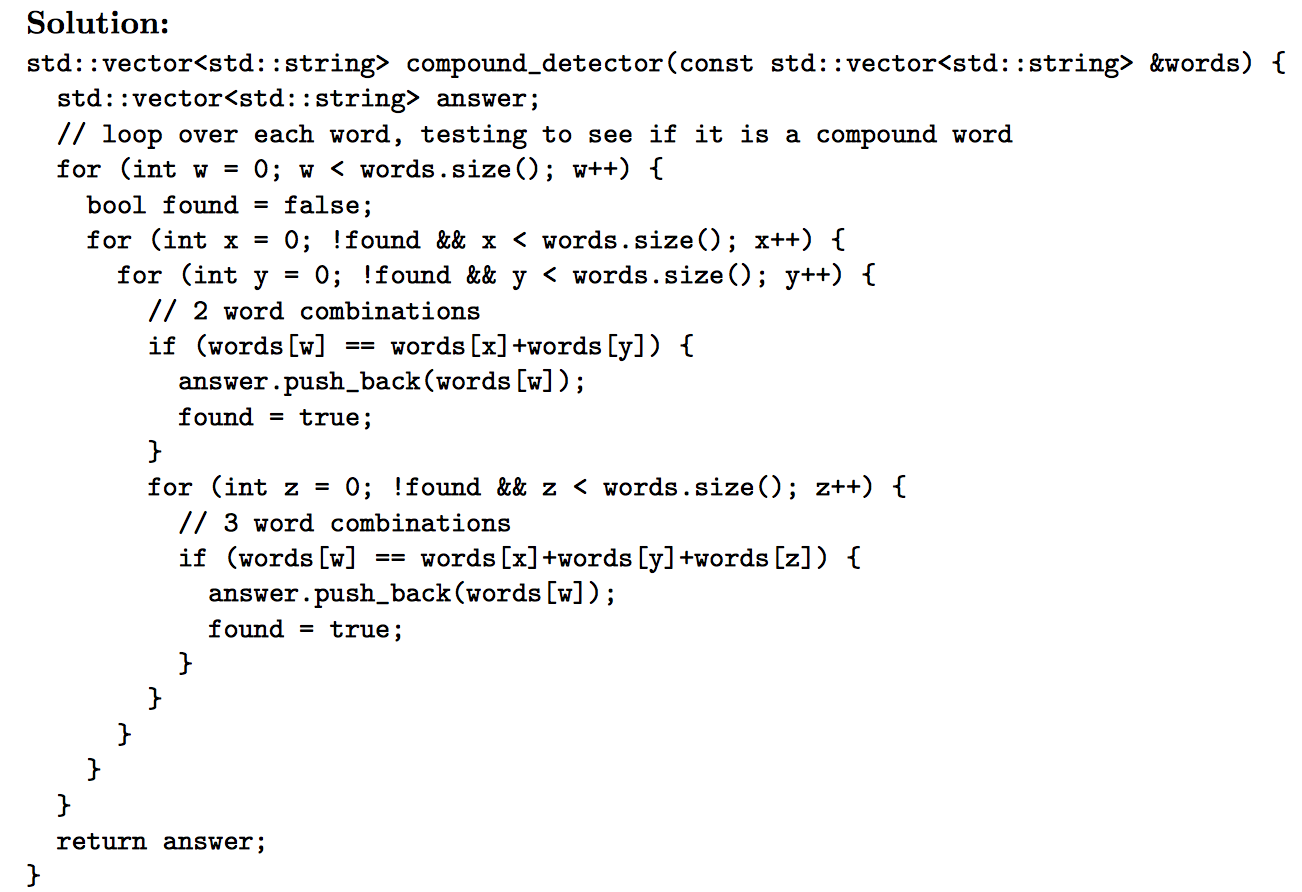 Solution:
std::vector<std::string> compound_detector(const std::vector<std::string> &words) {
  std::vector<std::string> answer;
  // loop over each word, testing to see if it is a compound word
  for (int w = 0; w < words.size(); w++) {
    bool found = false;
    for (int x = 0; !found && x < words.size(); x++) {
      for (int y = 0; !found && y < words.size(); y++) {
        // 2 word combinations
        if (words[w] == words[x]+words[y]) {
          answer.push_back(words[w]);
          found = true;
        }
        for (int z = 0; !found && z < words.size(); z++) {
          // 3 word combinations
          if (words[w] == words[x]+words[y]+words[z]) {
            answer.push_back(words[w]);
            found = true;
          }
        }
      }
    }
  }
  return answer;
}